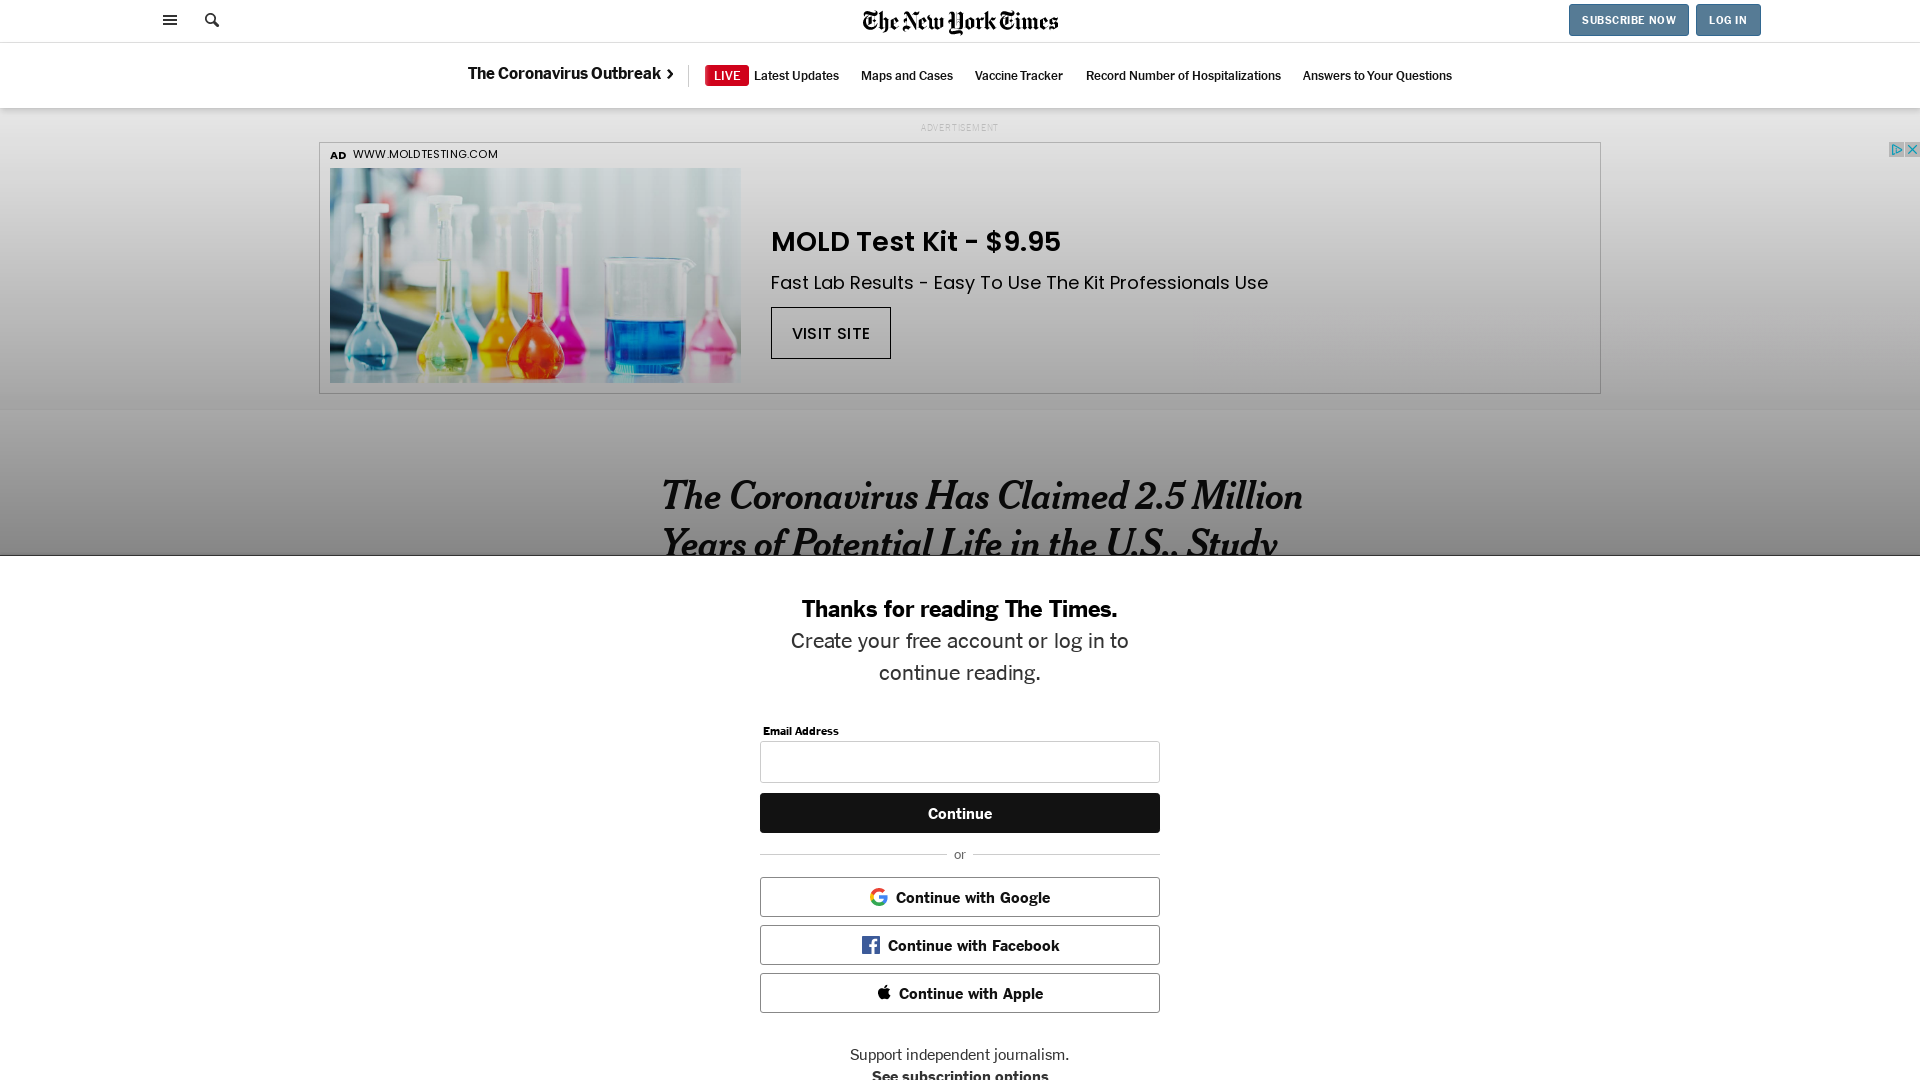 The New York Times
SUBSCRIBE NOW
LOG IN
The Coronavirus Outbreak
LIVE Latest Updates
Maps and Cases
Vaccine Tracker
Record Number of Hospitalizations
Answers to Your Questions
ADVERTISEMENT
AD WWW.MOLDTESTING.COM
MOLD Test Kit - $9.95
Fast Lab Results - Easy To Use The Kit Professionals Use
VISIT SITE
The Coronavirus Has Claimed 2.5 Million
Years of Potential Life in the U.S., Study
Thanks for reading The Times.
Create your free account or log in to
continue reading.
Email Address
Continue
or
Continue with Google
Continue with Facebook
Continue with Apple
Support independent journalism.
See subscription options